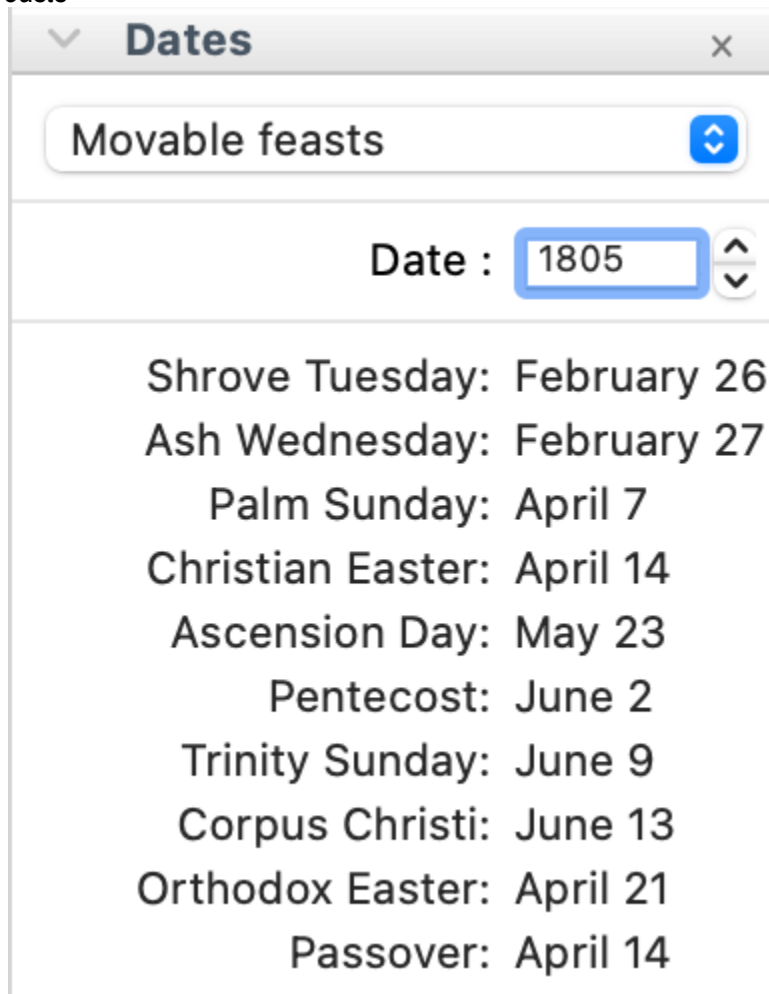 Dates ×
Movable feasts
Date : 1805
Shrove Tuesday: February 26
Ash Wednesday: February 27
Palm Sunday: April 7
Christian Easter: April 14
Ascension Day: May 23
Pentecost: June 2
Trinity Sunday: June 9
Corpus Christi: June 13
Orthodox Easter: April 21
Passover: April 14